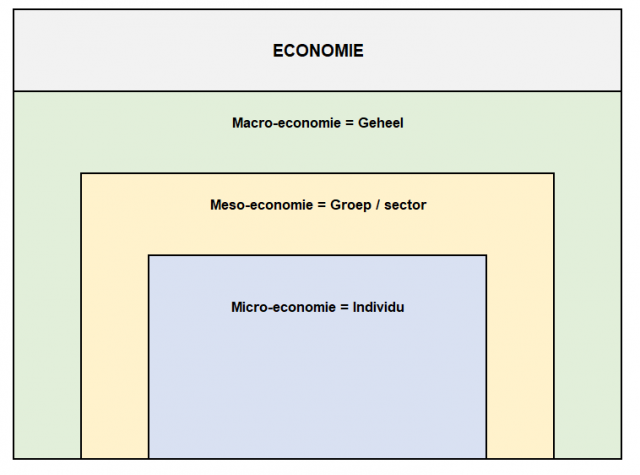 ECONOMIE
Macro-economie = Geheel
Meso-economie = Groep / sector
Micro-economie = Individu